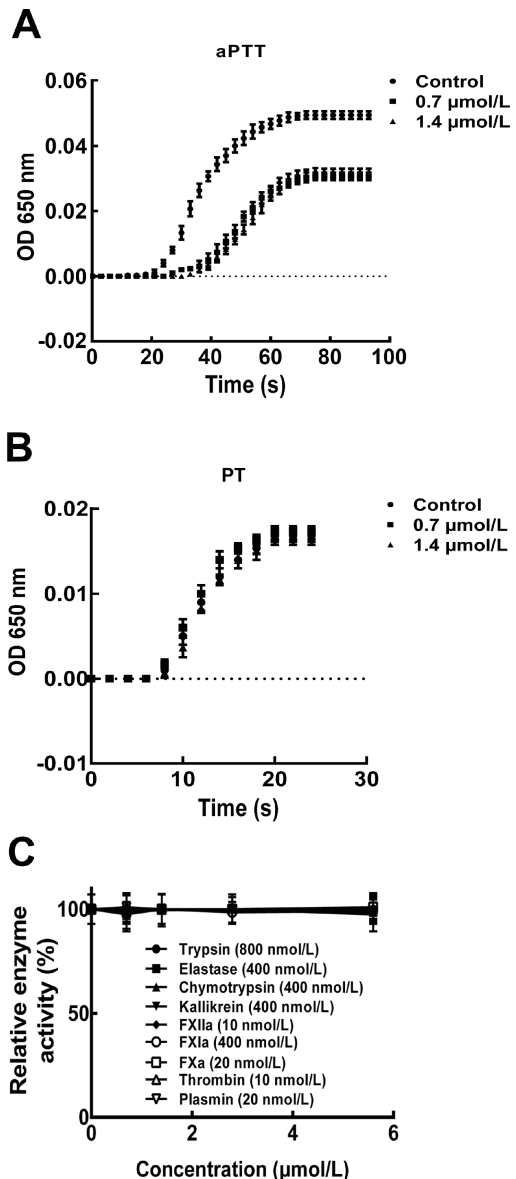 A
aPTT
0.06
0.04
0.02
0.00
-0.02
OD 650 nm
0
20
40
60
80
100
Time (s)
Control
0.7 µmol/L
1.4 µmol/L
B
PT
0.02
0.01
0.00
-0.01
OD 650 nm
0
10
20
30
Time (s)
Control
0.7 µmol/L
1.4 µmol/L
C
100
50
0
Relative enzyme
activity (%)
Trypsin (800 nmol/L)
Elastase (400 nmol/L)
Chymotrypsin (400 nmol/L)
Kallikrein (400 nmol/L)
FXIIa (10 nmol/L)
FXIa (400 nmol/L)
FXa (20 nmol/L)
Thrombin (10 nmol/L)
Plasmin (20 nmol/L)
0
2
4
6
Concentration (µmol/L)